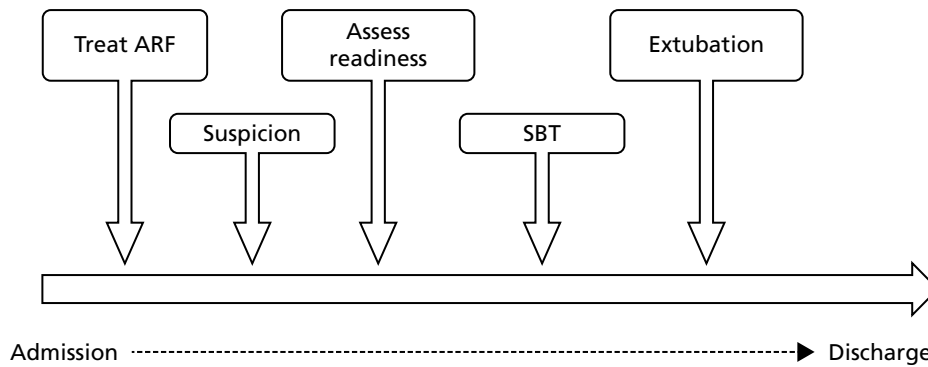 Treat ARF
Suspicion
Assess
readiness
SBT
Extubation
Admission
Discharge